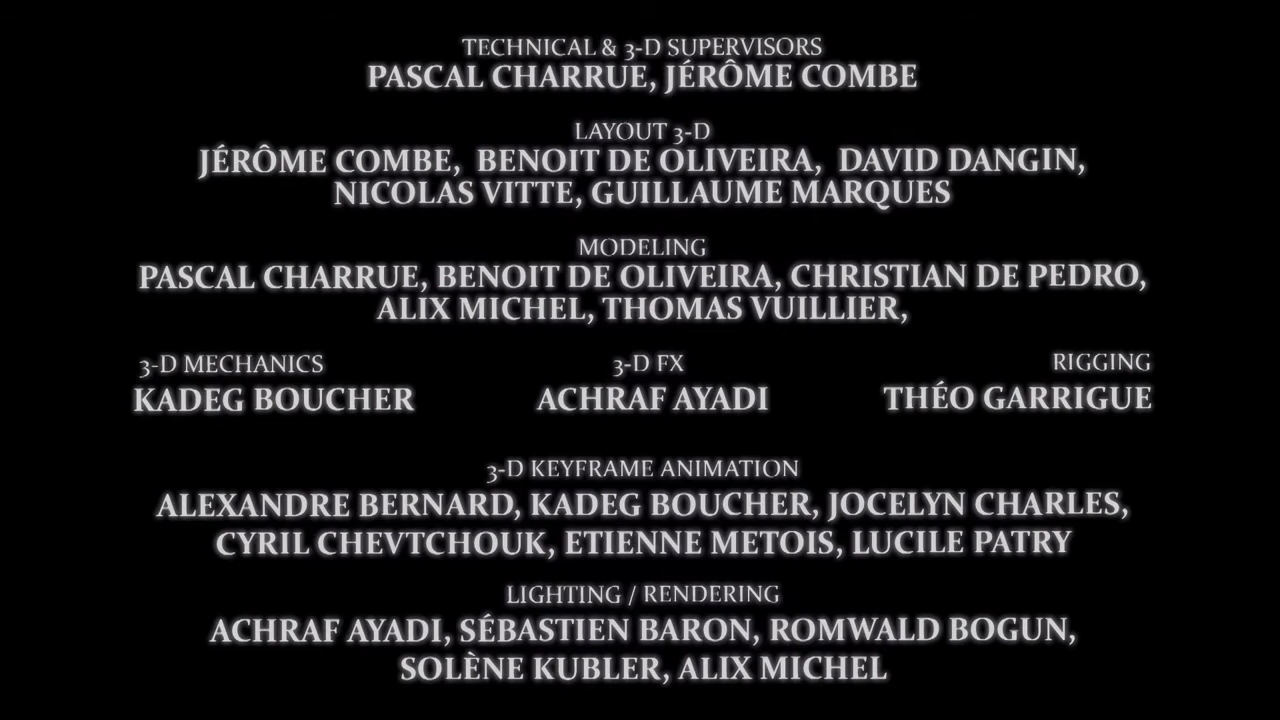 TECHNICAL & 3-D SUPERVISORS
PASCAL CHARRUE, JÉRÔME COMBE
LAYOUT 3-D
JÉRÔME COMBE, BENOIT DE OLIVEIRA, DAVID DANGIN,
NICOLAS VITTE, GUILLAUME MARQUES
MODELING
PASCAL CHARRUE, BENOIT DE OLIVEIRA, CHRISTIAN DE PEDRO,
ALIX MICHEL, THOMAS VUILLIER,
3-D MECHANICS 3-D FX RIGGING
KADEG BOUCHER ACHRAF AYADI THÉO GARRIGUE
3-D KEYFRAME ANIMATION
ALEXANDRE BERNARD, KADEG BOUCHER, JOCELYN CHARLES,
CYRIL CHEVTCHOUK, ETIENNE METOIS, LUCILE PATRY
LIGHTING / RENDERING
ACHRAF AYADI, SÉBASTIEN BARON, ROMWALD BOGUN,
SOLÈNE KUBLER, ALIX MICHEL